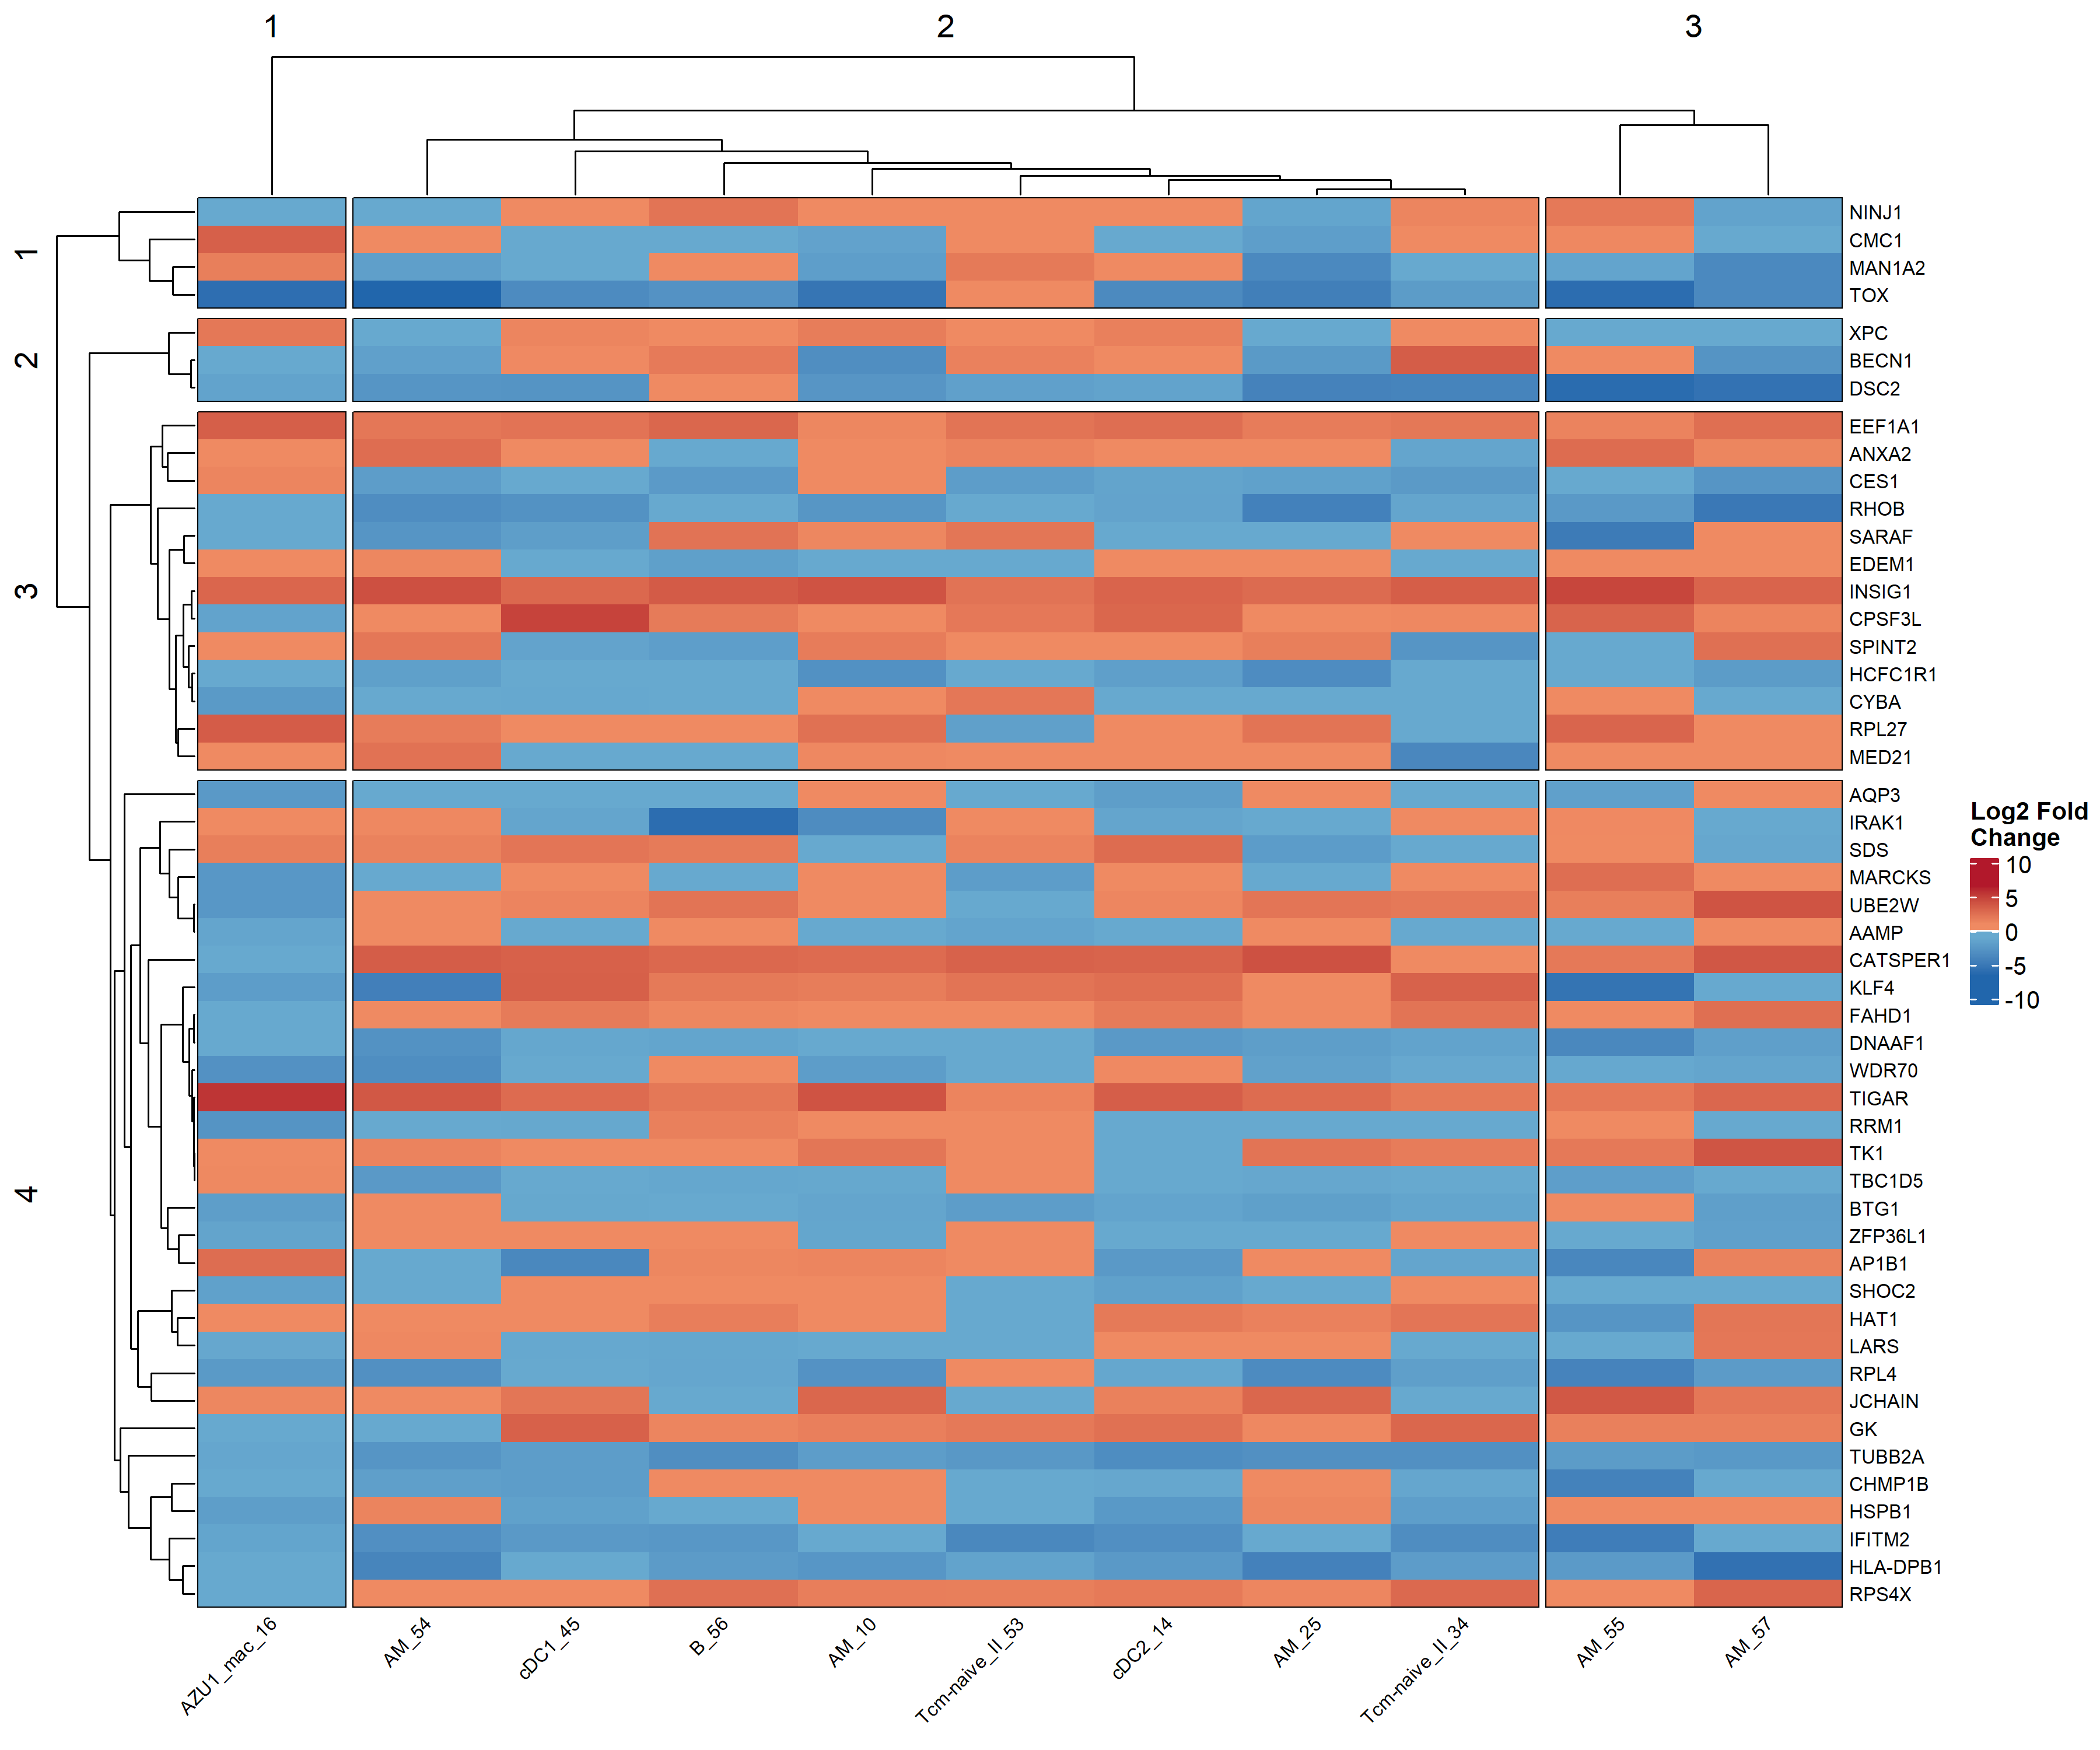 1
2
3
1
2
3
4
NINJ1
CMC1
MAN1A2
TOX
XPC
BECN1
DSC2
EEF1A1
ANXA2
CES1
RHOB
SARAF
EDEM1
INSIG1
CPSF3L
SPINT2
HCFC1R1
CYBA
RPL27
MED21
AQP3
IRAK1
SDS
MARCKS
UBE2W
AAMP
CATSPER1
KLF4
FAHD1
DNAAF1
WDR70
TIGAR
RRM1
TK1
TBC1D5
BTG1
ZFP36L1
AP1B1
SHOC2
HAT1
LARS
RPL4
JCHAIN
GK
TUBB2A
CHMP1B
HSPB1
IFITM2
HLA-DPB1
RPS4X
AZU1_mac_16
AM_54
cDC1_45
B_56
AM_10
Tcm-naive_II_53
cDC2_14
AM_25
Tcm-naive_II_34
AM_55
AM_57
Log2 Fold
Change
10
5
0
-5
-10